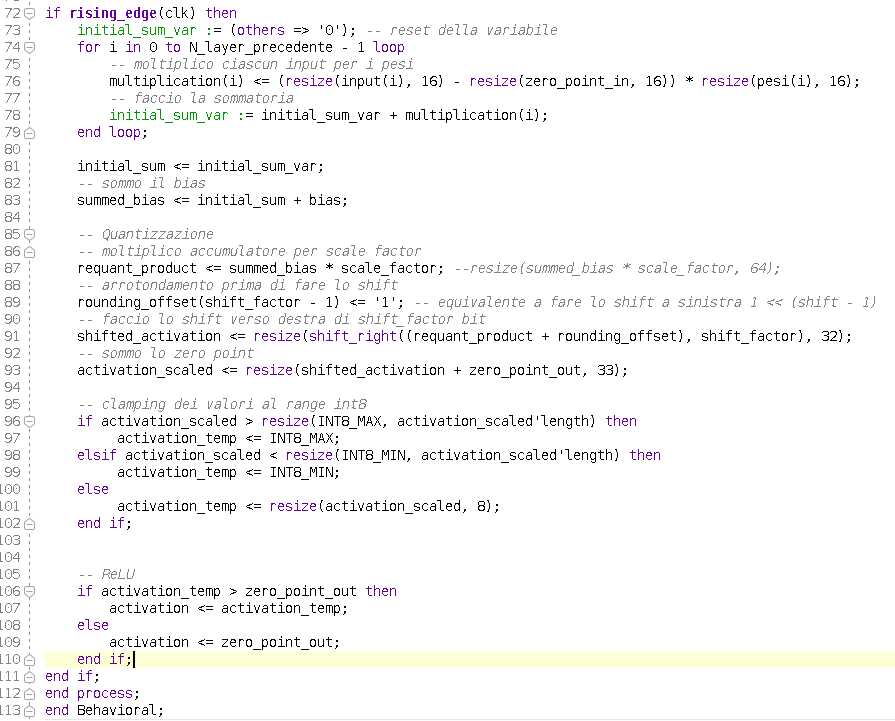 72 if rising_edge(clk) then
73 initial_sum_var := (others => '0'); -- reset della variabile
74 for i in 0 to N_layer_precedente - 1 loop
75 -- moltiplico ciascun input per i pesi
76 multiplication(i) <= (resize(input(i), 16) - resize(zero_point_in, 16)) * resize(pesi(i), 16);
77 -- faccio la sommatoria
78 initial_sum_var := initial_sum_var + multiplication(i);
79 end loop;
80
81 initial_sum <= initial_sum_var;
82 -- sommo il bias
83 summed_bias <= initial_sum + bias;
84
85 -- Quantizzazione
86 -- moltiplico accumulatore per scale factor
87 requant_product <= summed_bias * scale_factor; --resize(summed_bias * scale_factor, 64);
88 -- arrotondamento prima di fare lo shift
89 rounding_offset(shift_factor - 1) <= '1'; -- equivalente a fare lo shift a sinistra 1 << (shift - 1)
90 -- faccio lo shift verso destra di shift_factor bit
91 shifted_activation <= resize(shift_right((requant_product + rounding_offset), shift_factor), 32);
92 -- sommo lo zero point
93 activation_scaled <= resize(shifted_activation + zero_point_out, 33);
94
95 -- clamping dei valori al range int8
96 if activation_scaled > resize(INT8_MAX, activation_scaled'length) then
97 activation_temp <= INT8_MAX;
98 elsif activation_scaled < resize(INT8_MIN, activation_scaled'length) then
99 activation_temp <= INT8_MIN;
100 else
101 activation_temp <= resize(activation_scaled, 8);
102 end if;
103
104
105 -- ReLU
106 if activation_temp > zero_point_out then
107 activation <= activation_temp;
108 else
109 activation <= zero_point_out;
110 end if;
111 end if;
112 end process;
113 end Behavioral;